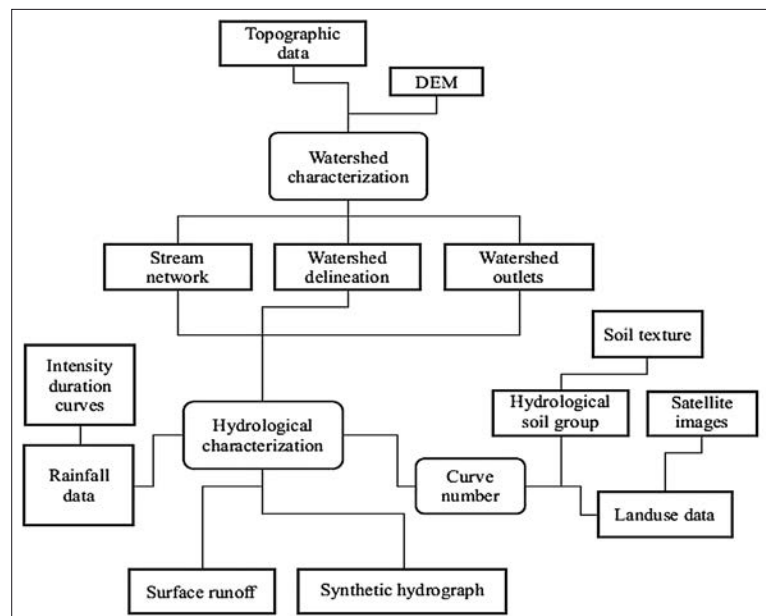 Topographic
data
DEM
Watershed
characterization
Stream
network
Watershed
delineation
Watershed
outlets
Soil texture
Intensity
duration
curves
Hydrological
characterization
Hydrological
soil group
Satellite
images
Rainfall
data
Curve
number
Landuse data
Surface runoff
Synthetic hydrograph